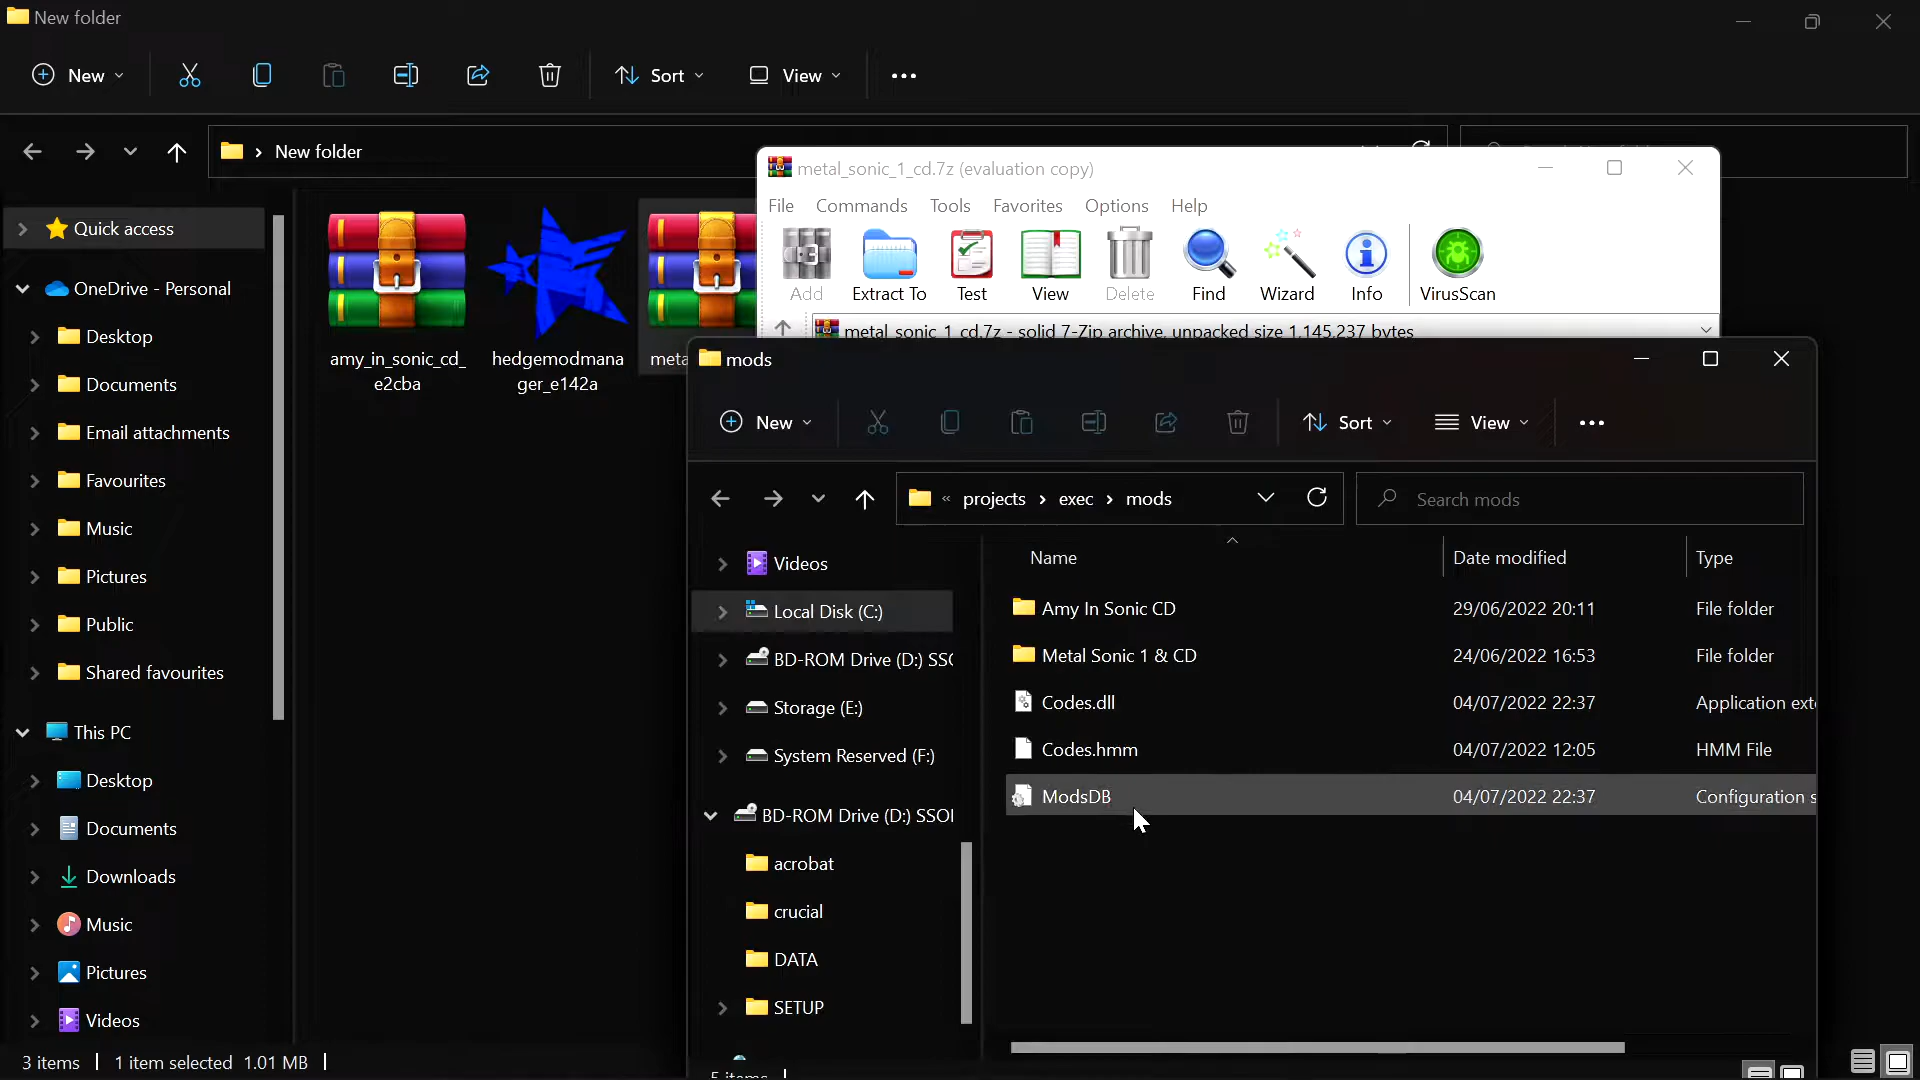 New folder
New
Sort
View
New folder
Quick access
OneDrive - Personal
Desktop
Documents
Email attachments
Favourites
Music
Pictures
Public
Shared favourites
This PC
Desktop
Documents
Downloads
Music
Pictures
Videos
amy_in_sonic_cd_
e2cba
hedgemodmana
ger_e142a
meta
3 items
1 item selected 1.01 MB
metal_sonic_1_cd.7z (evaluation copy)
File Commands Tools Favorites Options Help
Add Extract To Test View Delete Find Wizard Info VirusScan
metal_sonic_1_cd.7z - solid 7-Zip archive, unpacked size 1,145,237 bytes
mods
New
Sort
View
« projects › exec › mods
Search mods
Videos
Local Disk (C:)
BD-ROM Drive (D:) SS
Storage (E:)
System Reserved (F:)
BD-ROM Drive (D:) SSO
acrobat
crucial
DATA
SETUP
Name Date modified Type
Amy In Sonic CD 29/06/2022 20:11 File folder
Metal Sonic 1 & CD 24/06/2022 16:53 File folder
Codes.dll 04/07/2022 22:37 Application ext
Codes.hmm 04/07/2022 12:05 HMM File
ModsDB 04/07/2022 22:37 Configuration s
5 items